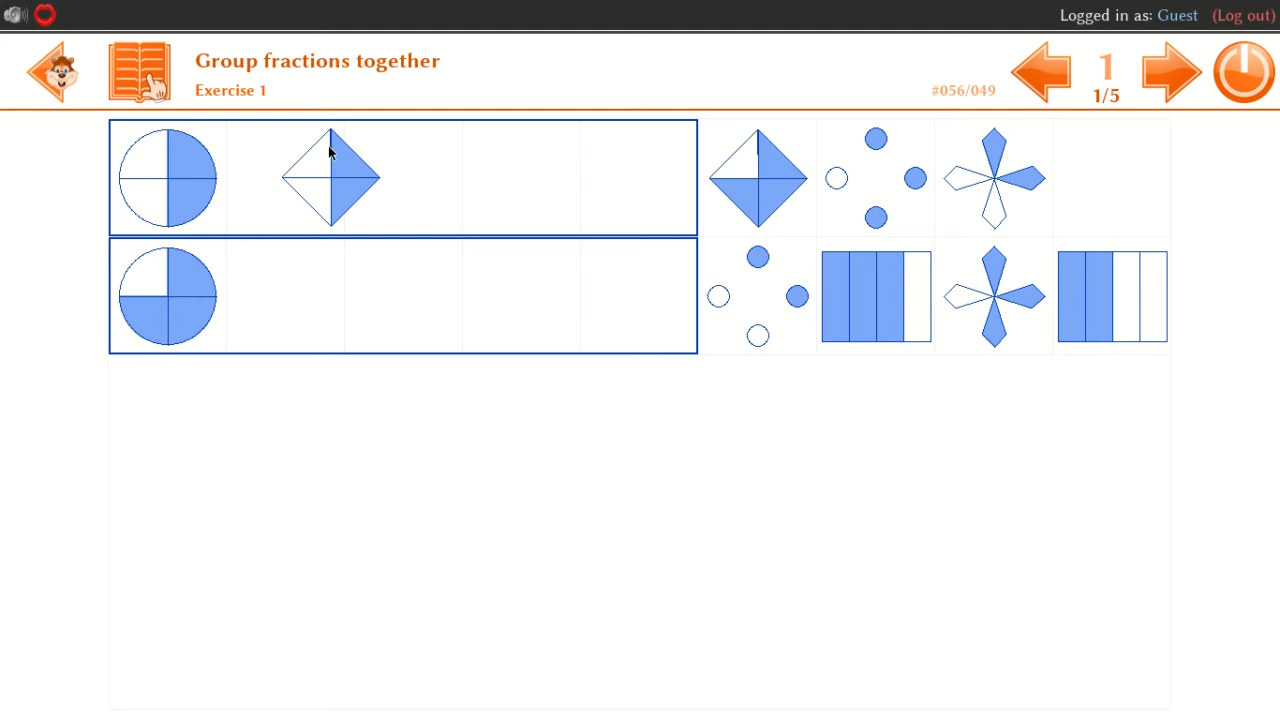 Logged in as: Guest (Log out)
Group fractions together
Exercise 1
#056/049
1
1/5